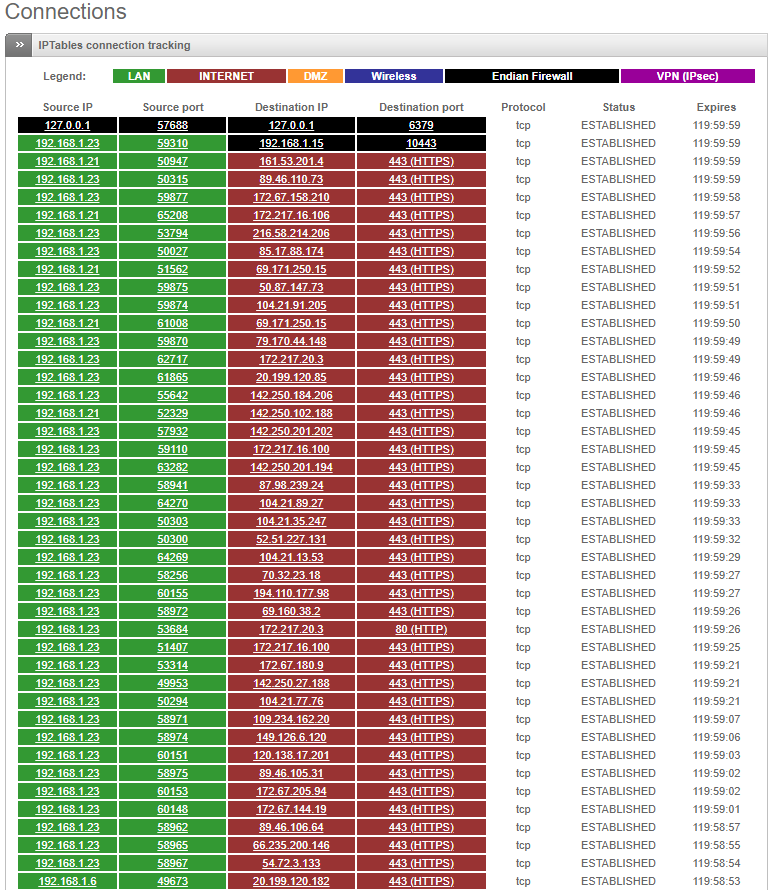 Connections
» IPTables connection tracking
Legend: LAN INTERNET DMZ Wireless Endian Firewall VPN (IPsec)
Source IP Source port Destination IP Destination port Protocol Status Expires
127.0.0.1 57688 127.0.0.1 6379 tcp ESTABLISHED 119:59:59
192.168.1.23 59310 192.168.1.15 10443 tcp ESTABLISHED 119:59:59
192.168.1.21 50947 161.53.201.4 443 (HTTPS) tcp ESTABLISHED 119:59:59
192.168.1.23 50315 89.46.110.73 443 (HTTPS) tcp ESTABLISHED 119:59:59
192.168.1.23 59877 172.67.158.210 443 (HTTPS) tcp ESTABLISHED 119:59:58
192.168.1.21 65208 172.217.16.106 443 (HTTPS) tcp ESTABLISHED 119:59:57
192.168.1.23 53794 216.58.214.206 443 (HTTPS) tcp ESTABLISHED 119:59:56
192.168.1.23 50027 85.17.88.174 443 (HTTPS) tcp ESTABLISHED 119:59:54
192.168.1.21 51562 69.171.250.15 443 (HTTPS) tcp ESTABLISHED 119:59:52
192.168.1.23 59875 50.87.147.73 443 (HTTPS) tcp ESTABLISHED 119:59:51
192.168.1.23 59874 104.21.91.205 443 (HTTPS) tcp ESTABLISHED 119:59:51
192.168.1.21 61008 69.171.250.15 443 (HTTPS) tcp ESTABLISHED 119:59:50
192.168.1.23 59870 79.170.44.148 443 (HTTPS) tcp ESTABLISHED 119:59:49
192.168.1.23 62717 172.217.20.3 443 (HTTPS) tcp ESTABLISHED 119:59:49
192.168.1.23 61865 20.199.120.85 443 (HTTPS) tcp ESTABLISHED 119:59:46
192.168.1.23 55642 142.250.184.206 443 (HTTPS) tcp ESTABLISHED 119:59:46
192.168.1.21 52329 142.250.102.188 443 (HTTPS) tcp ESTABLISHED 119:59:46
192.168.1.23 57932 142.250.201.202 443 (HTTPS) tcp ESTABLISHED 119:59:45
192.168.1.23 59110 172.217.16.100 443 (HTTPS) tcp ESTABLISHED 119:59:45
192.168.1.23 63282 142.250.201.194 443 (HTTPS) tcp ESTABLISHED 119:59:45
192.168.1.23 58941 87.98.239.24 443 (HTTPS) tcp ESTABLISHED 119:59:33
192.168.1.23 64270 104.21.89.27 443 (HTTPS) tcp ESTABLISHED 119:59:33
192.168.1.23 50303 104.21.35.247 443 (HTTPS) tcp ESTABLISHED 119:59:33
192.168.1.23 50300 52.51.227.131 443 (HTTPS) tcp ESTABLISHED 119:59:32
192.168.1.23 64269 104.21.13.53 443 (HTTPS) tcp ESTABLISHED 119:59:29
192.168.1.23 58256 70.32.23.18 443 (HTTPS) tcp ESTABLISHED 119:59:27
192.168.1.23 60155 194.110.177.98 443 (HTTPS) tcp ESTABLISHED 119:59:27
192.168.1.23 58972 69.160.38.2 443 (HTTPS) tcp ESTABLISHED 119:59:26
192.168.1.23 53684 172.217.20.3 80 (HTTP) tcp ESTABLISHED 119:59:26
192.168.1.23 51407 172.217.16.100 443 (HTTPS) tcp ESTABLISHED 119:59:25
192.168.1.23 53314 172.67.180.9 443 (HTTPS) tcp ESTABLISHED 119:59:21
192.168.1.23 49953 142.250.27.188 443 (HTTPS) tcp ESTABLISHED 119:59:21
192.168.1.23 50294 104.21.77.76 443 (HTTPS) tcp ESTABLISHED 119:59:21
192.168.1.23 58971 109.234.162.20 443 (HTTPS) tcp ESTABLISHED 119:59:07
192.168.1.23 58974 149.126.6.120 443 (HTTPS) tcp ESTABLISHED 119:59:06
192.168.1.23 60151 120.138.17.201 443 (HTTPS) tcp ESTABLISHED 119:59:03
192.168.1.23 58975 89.46.105.31 443 (HTTPS) tcp ESTABLISHED 119:59:02
192.168.1.23 60153 172.67.205.94 443 (HTTPS) tcp ESTABLISHED 119:59:02
192.168.1.23 60148 172.67.144.19 443 (HTTPS) tcp ESTABLISHED 119:59:01
192.168.1.23 58962 89.46.106.64 443 (HTTPS) tcp ESTABLISHED 119:58:57
192.168.1.23 58965 66.235.200.146 443 (HTTPS) tcp ESTABLISHED 119:58:55
192.168.1.23 58967 54.72.3.133 443 (HTTPS) tcp ESTABLISHED 119:58:54
192.168.1.6 49673 20.199.120.182 443 (HTTPS) tcp ESTABLISHED 119:58:53